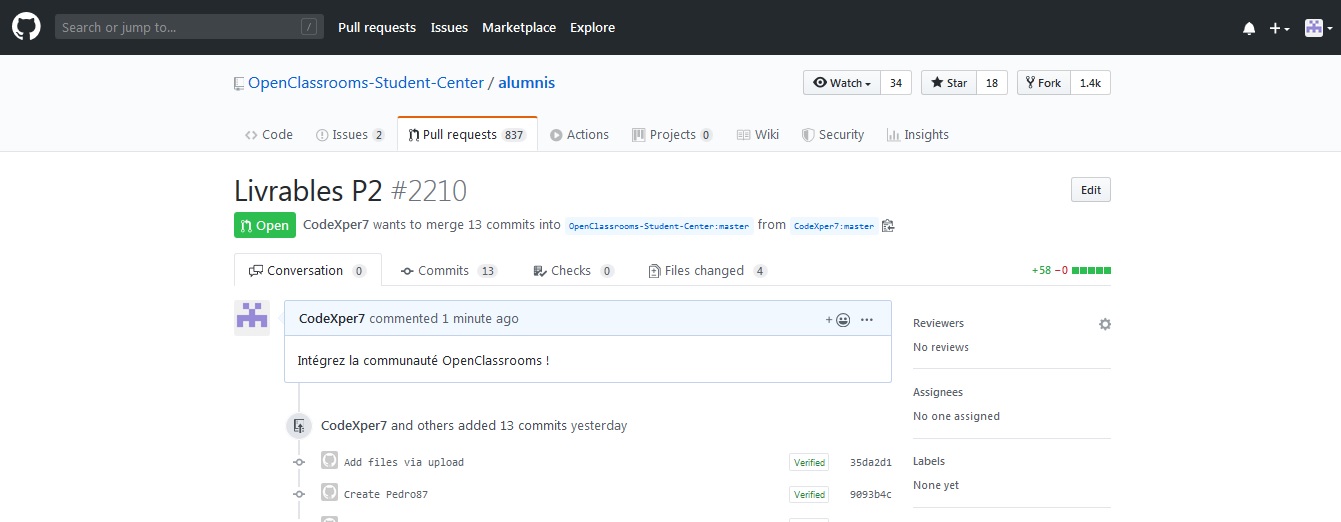 Search or jump to... / Pull requests Issues Marketplace Explore
OpenClassrooms-Student-Center / alumnis Watch 34 Star 18 Fork 1.4k
Code Issues 2 Pull requests 837 Actions Projects 0 Wiki Security Insights
Livrables P2 #2210 Edit
Open CodeXper7 wants to merge 13 commits into OpenClassrooms-Student-Center:master from CodeXper7:master
Conversation 0 Commits 13 Checks 0 Files changed 4 +58 −0
CodeXper7 commented 1 minute ago
Intégrez la communauté OpenClassrooms !
CodeXper7 and others added 13 commits yesterday
Add files via upload Verified 35da2d1
Create Pedro87 Verified 9093b4c
Reviewers
No reviews
Assignees
No one assigned
Labels
None yet